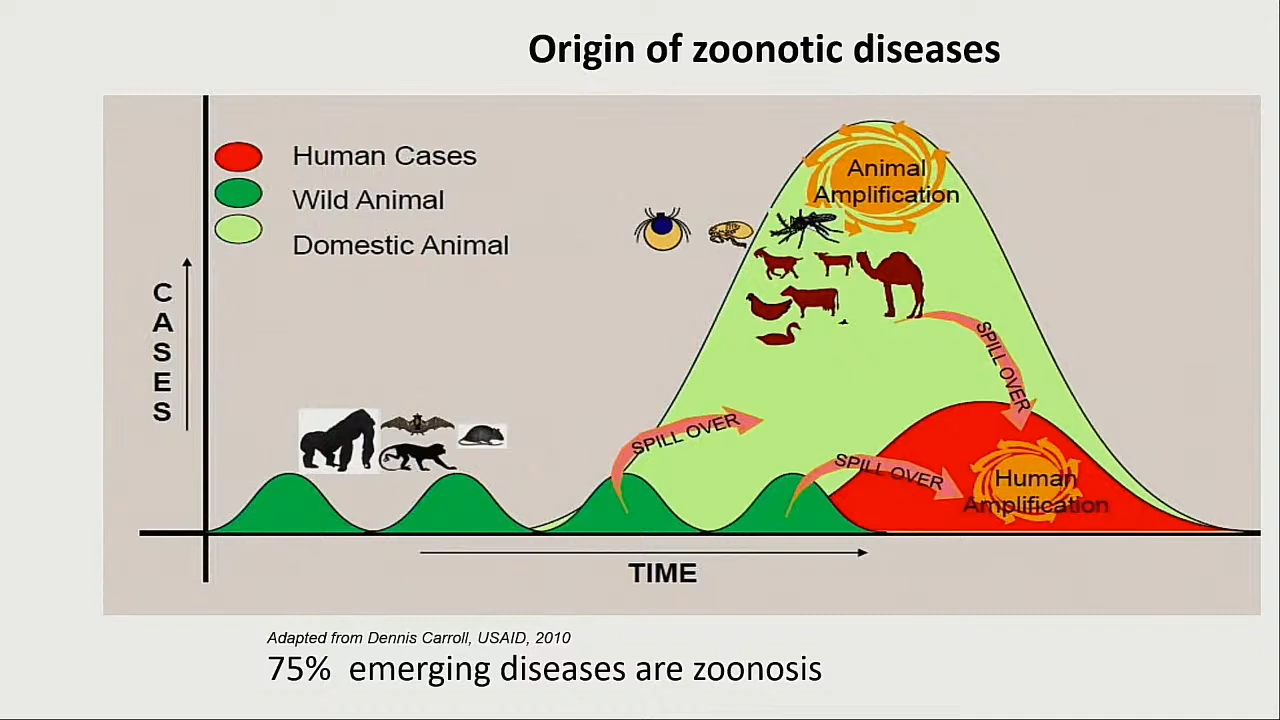 Origin of zoonotic diseases
Human Cases
Wild Animal
Domestic Animal
CASES
Animal
Amplification
SPILL OVER
SPILL OVER
SPILL OVER
Human
Amplification
TIME
Adapted from Dennis Carroll, USAID, 2010
75% emerging diseases are zoonosis